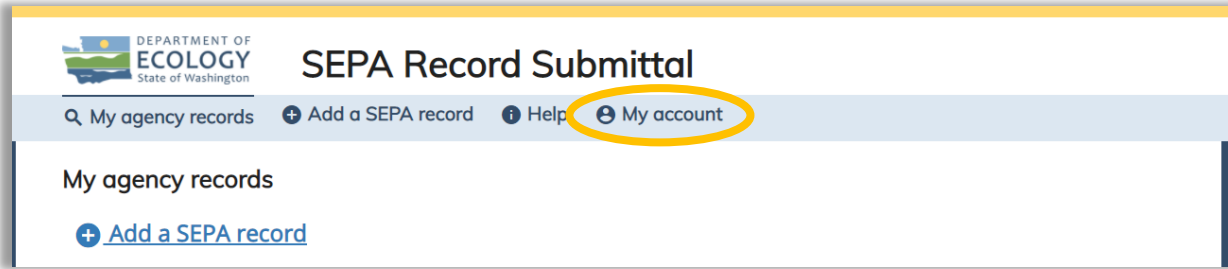 DEPARTMENT OF
ECOLOGY
State of Washington
SEPA Record Submittal
My agency records Add a SEPA record Help My account
My agency records
Add a SEPA record